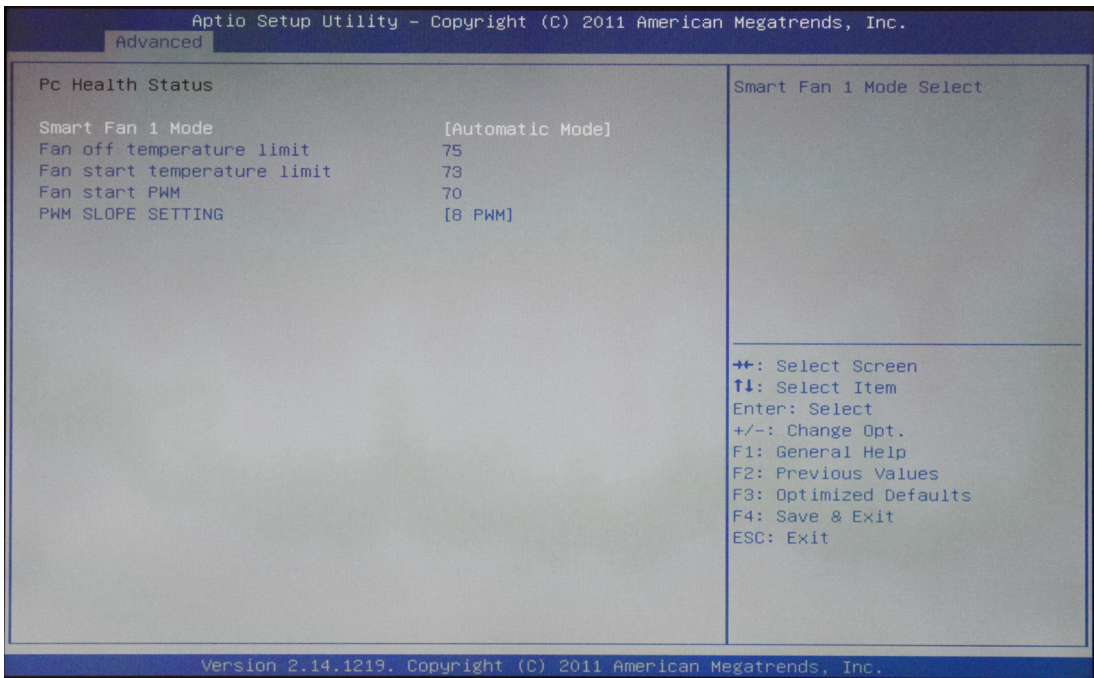 Aptio Setup Utility – Copyright (C) 2011 American Megatrends, Inc.
Advanced
Pc Health Status
Smart Fan 1 Mode [Automatic Mode]
Fan off temperature limit 75
Fan start temperature limit 73
Fan start PWM 70
PWM SLOPE SETTING [8 PWM]
Smart Fan 1 Mode Select
→←: Select Screen
↑↓: Select Item
Enter: Select
+/-: Change Opt.
F1: General Help
F2: Previous Values
F3: Optimized Defaults
F4: Save & Exit
ESC: Exit
Version 2.14.1219. Copyright (C) 2011 American Megatrends, Inc.